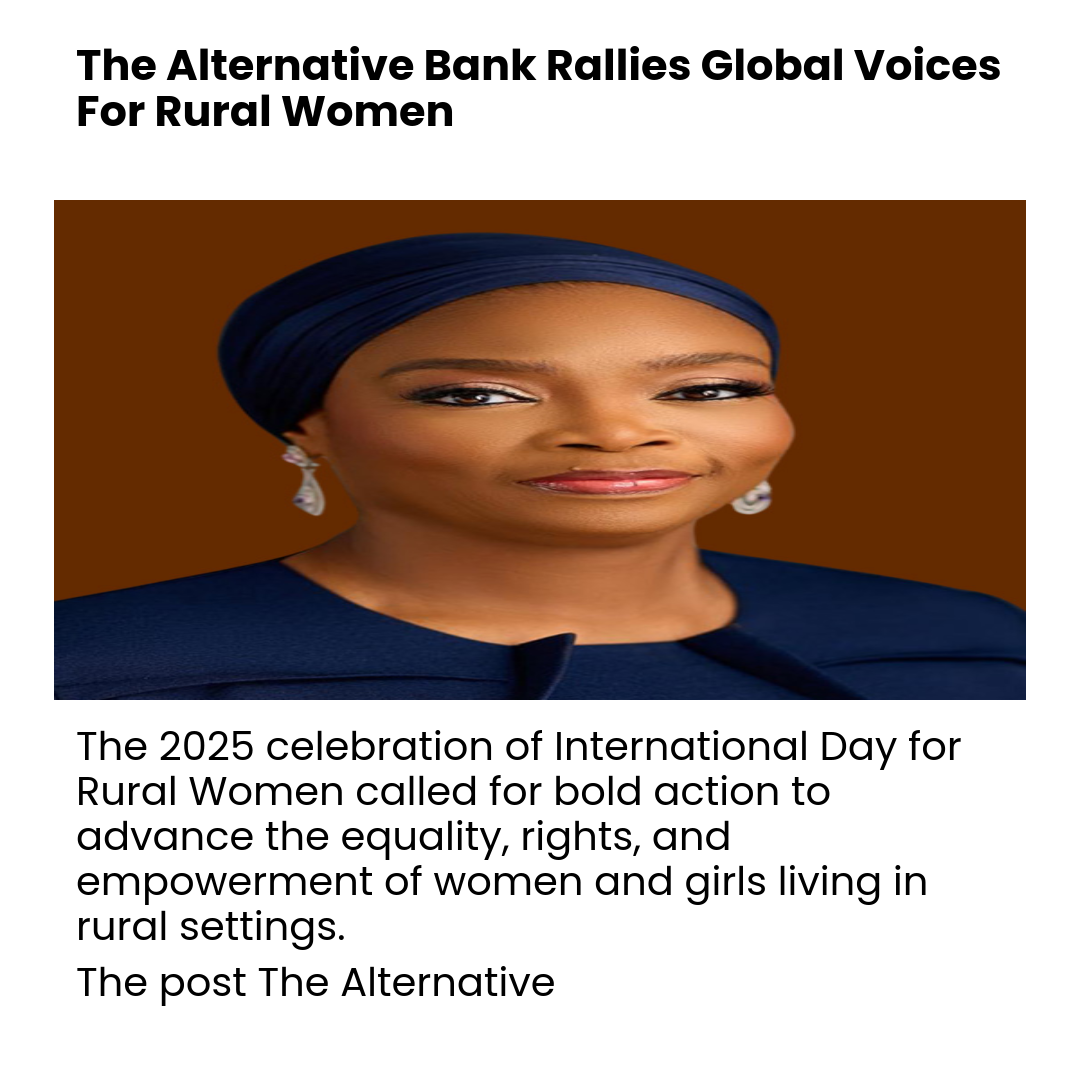 The Alternative Bank Rallies Global Voices
For Rural Women
The 2025 celebration of International Day for
Rural Women called for bold action to
advance the equality, rights, and
empowerment of women and girls living in
rural settings.
The post The Alternative